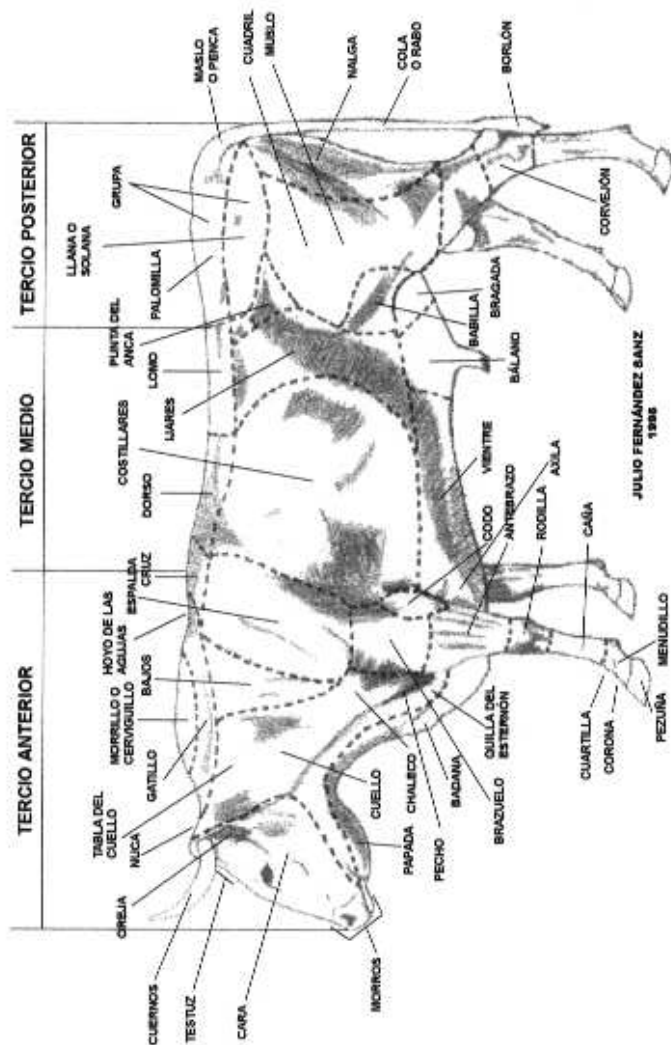 TERCIO ANTERIOR
TERCIO MEDIO
TERCIO POSTERIOR
CUERNOS
TESTUZ
CARA
OREJA
NUCA
TABLA DEL
CUELLO
GATILLO
MORRILLO O
CERVIGUILLO
BAJOS
HOYO DE LAS
AGUJAS
ESPALDA
CRUZ
DORSO
COSTILLARES
IJARES
LOMO
PUNTA DEL
ANCA
PALOMILLA
LLANA O
SOLANA
GRUPA
MASLO
O PENCA
CUADRIL
MUSLO
NALGA
COLA
O RABO
BORLÓN
MORROS
PAPADA
PECHO
CUELLO
CHALECO
BADANA
BRAZUELO
QUILLA DEL
ESTERNÓN
CUARTILLA
CORONA
PEZUÑA
MENUDILLO
CAÑA
RODILLA
ANTEBRAZO
AXILA
CODO
VIENTRE
BÁLANO
BABILLA
BRAGADA
CORVEJÓN
JULIO FERNÁNDEZ SANZ
1995